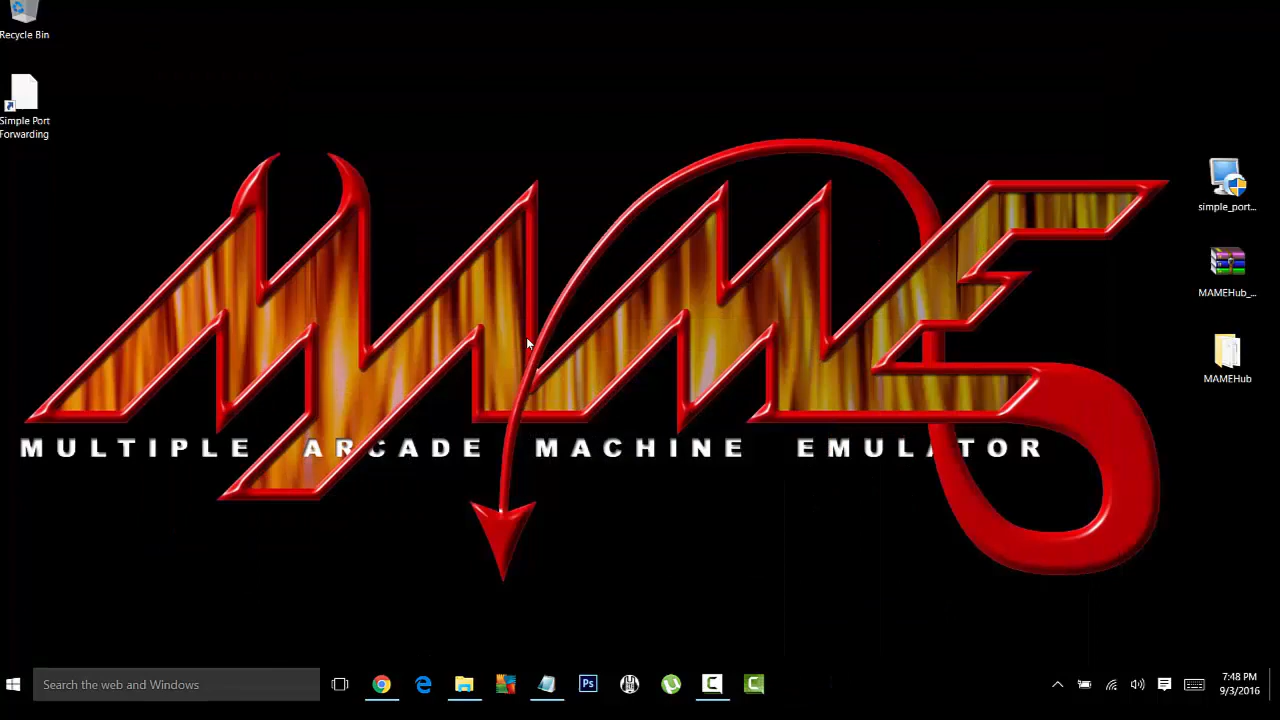 Recycle Bin
Simple Port
Forwarding
MAME
MULTIPLE ARCADE MACHINE EMULATOR
simple_port...
MAMEHub_...
MAMEHub
Search the web and Windows
Ps
7:48 PM
9/3/2016